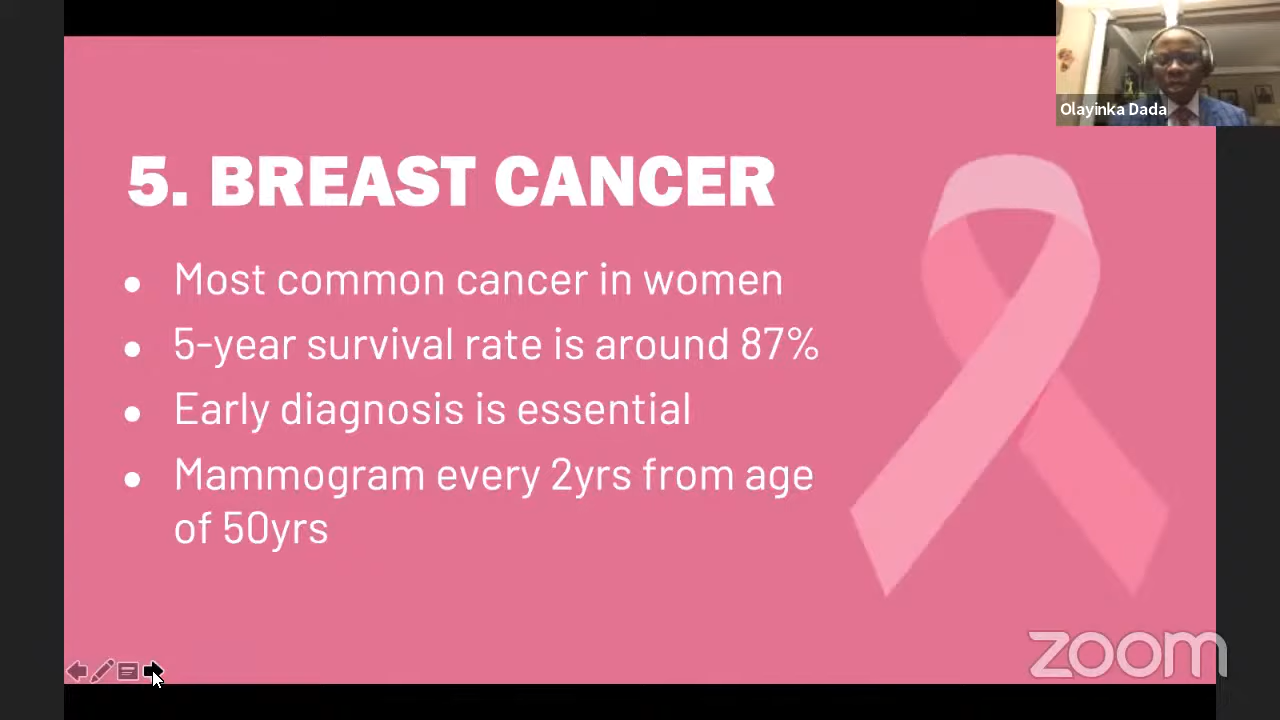 Olayinka Dada
5. BREAST CANCER
● Most common cancer in women
● 5-year survival rate is around 87%
● Early diagnosis is essential
● Mammogram every 2yrs from age
of 50yrs
zoom